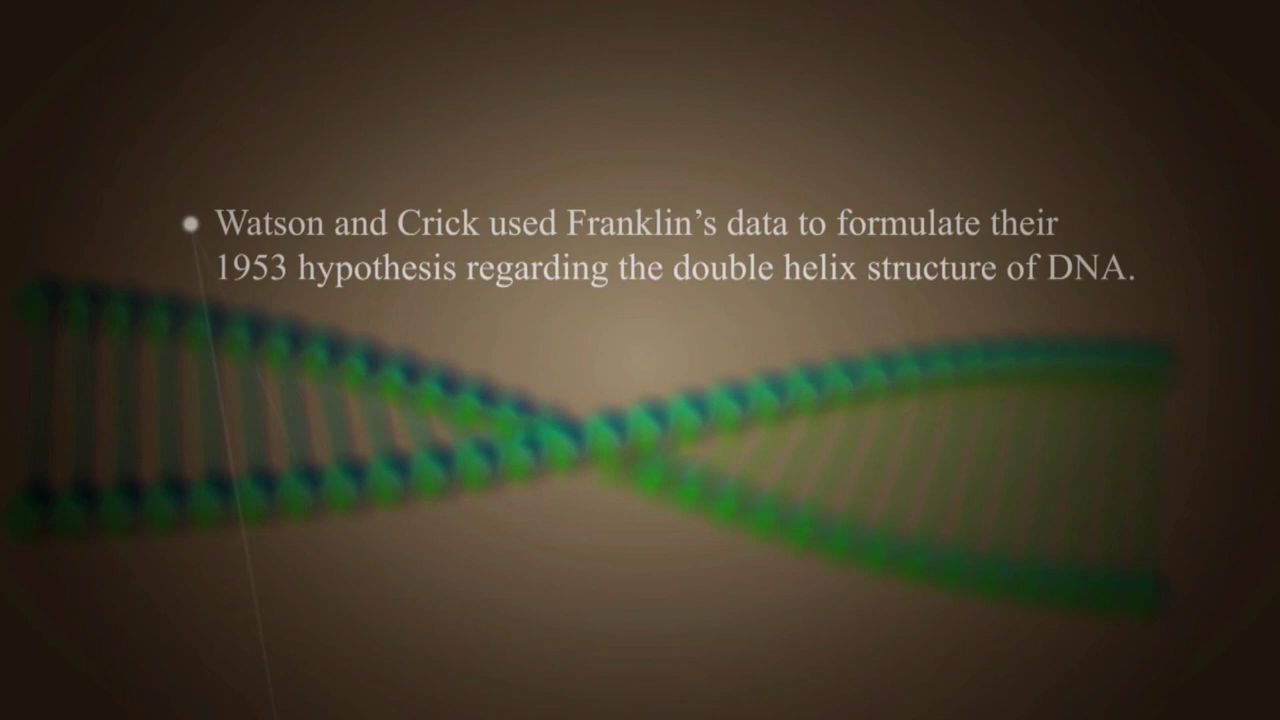 Watson and Crick used Franklin’s data to formulate their
1953 hypothesis regarding the double helix structure of DNA.